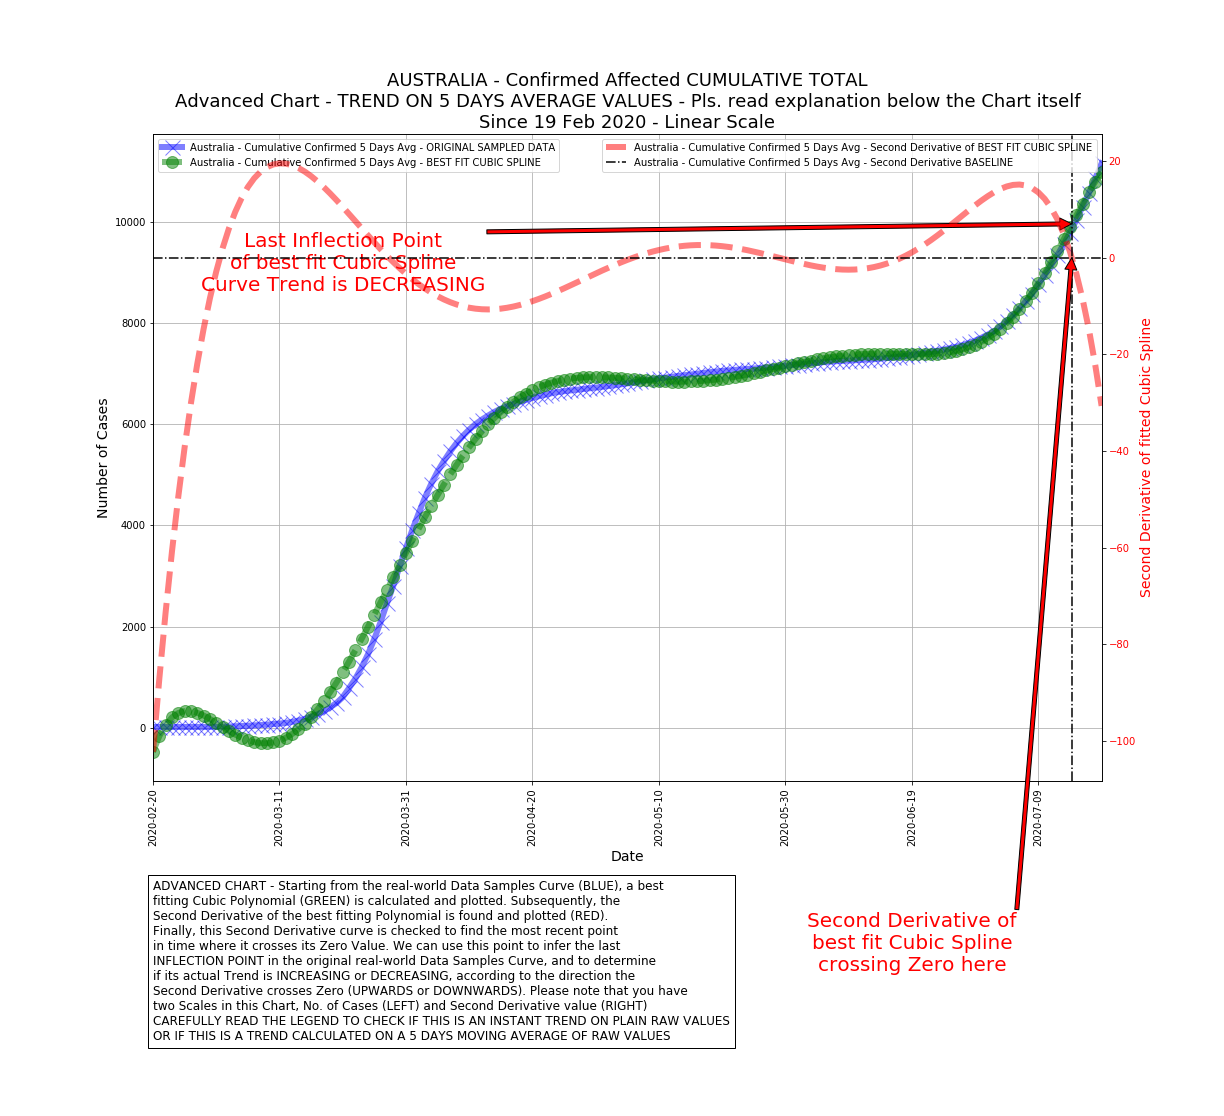 AUSTRALIA - Confirmed Affected CUMULATIVE TOTAL
Advanced Chart - TREND ON 5 DAYS AVERAGE VALUES - Pls. read explanation below the Chart itself
Since 19 Feb 2020 - Linear Scale
Australia - Cumulative Confirmed 5 Days Avg - ORIGINAL SAMPLED DATA
Australia - Cumulative Confirmed 5 Days Avg - BEST FIT CUBIC SPLINE
Australia - Cumulative Confirmed 5 Days Avg - Second Derivative of BEST FIT CUBIC SPLINE
Australia - Cumulative Confirmed 5 Days Avg - Second Derivative BASELINE
Last Inflection Point
of best fit Cubic Spline
Curve Trend is DECREASING
Number of Cases
10000
8000
6000
4000
2000
0
20
0
−20
−40
−60
−80
−100
Second Derivative of fitted Cubic Spline
2020-02-20
2020-03-11
2020-03-31
2020-04-20
2020-05-10
2020-05-30
2020-06-19
2020-07-09
Date
ADVANCED CHART - Starting from the real-world Data Samples Curve (BLUE), a best
fitting Cubic Polynomial (GREEN) is calculated and plotted. Subsequently, the
Second Derivative of the best fitting Polynomial is found and plotted (RED).
Finally, this Second Derivative curve is checked to find the most recent point
in time where it crosses its Zero Value. We can use this point to infer the last
INFLECTION POINT in the original real-world Data Samples Curve, and to determine
if its actual Trend is INCREASING or DECREASING, according to the direction the
Second Derivative crosses Zero (UPWARDS or DOWNWARDS). Please note that you have
two Scales in this Chart, No. of Cases (LEFT) and Second Derivative value (RIGHT)
CAREFULLY READ THE LEGEND TO CHECK IF THIS IS AN INSTANT TREND ON PLAIN RAW VALUES
OR IF THIS IS A TREND CALCULATED ON A 5 DAYS MOVING AVERAGE OF RAW VALUES
Second Derivative of
best fit Cubic Spline
crossing Zero here